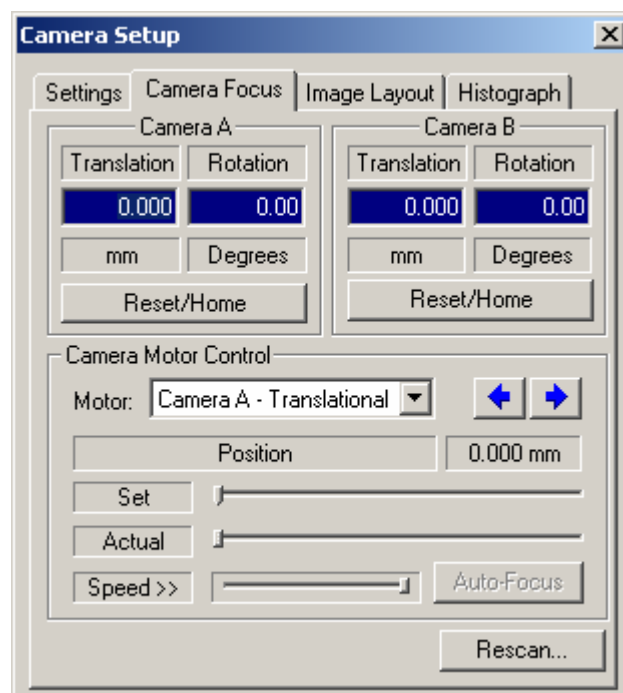 Camera Setup
Settings Camera Focus Image Layout Histograph
Camera A Camera B
Translation Rotation Translation Rotation
0.000 0.00 0.000 0.00
mm Degrees mm Degrees
Reset/Home Reset/Home
Camera Motor Control
Motor: Camera A - Translational
Position 0.000 mm
Set
Actual
Speed >> Auto-Focus
Rescan...